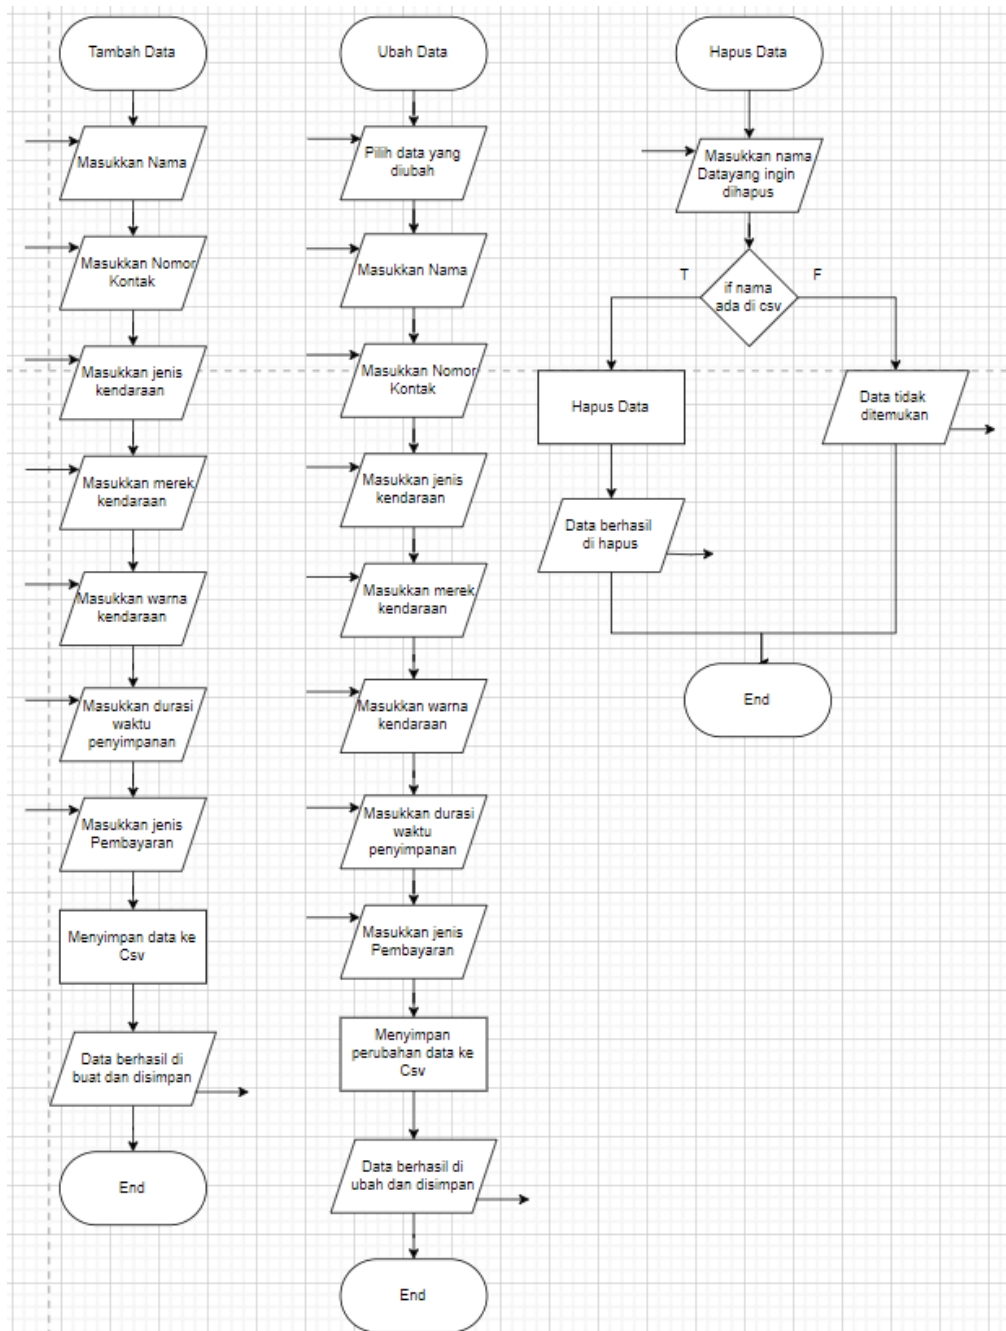 Tambah Data
Masukkan Nama
Masukkan Nomor
Kontak
Masukkan jenis
kendaraan
Masukkan merek
kendaraan
Masukkan warna
kendaraan
Masukkan durasi
waktu
penyimpanan
Masukkan jenis
Pembayaran
Menyimpan data ke
Csv
Data berhasil di
buat dan disimpan
End
Ubah Data
Pilih data yang
diubah
Masukkan Nama
Masukkan Nomor
Kontak
Masukkan jenis
kendaraan
Masukkan merek
kendaraan
Masukkan warna
kendaraan
Masukkan durasi
waktu
penyimpanan
Masukkan jenis
Pembayaran
Menyimpan
perubahan data ke
Csv
Data berhasil di
ubah dan disimpan
End
Hapus Data
Masukkan nama
Datayang ingin
dihapus
if nama
ada di csv
T
F
Hapus Data
Data berhasil
di hapus
Data tidak
ditemukan
End